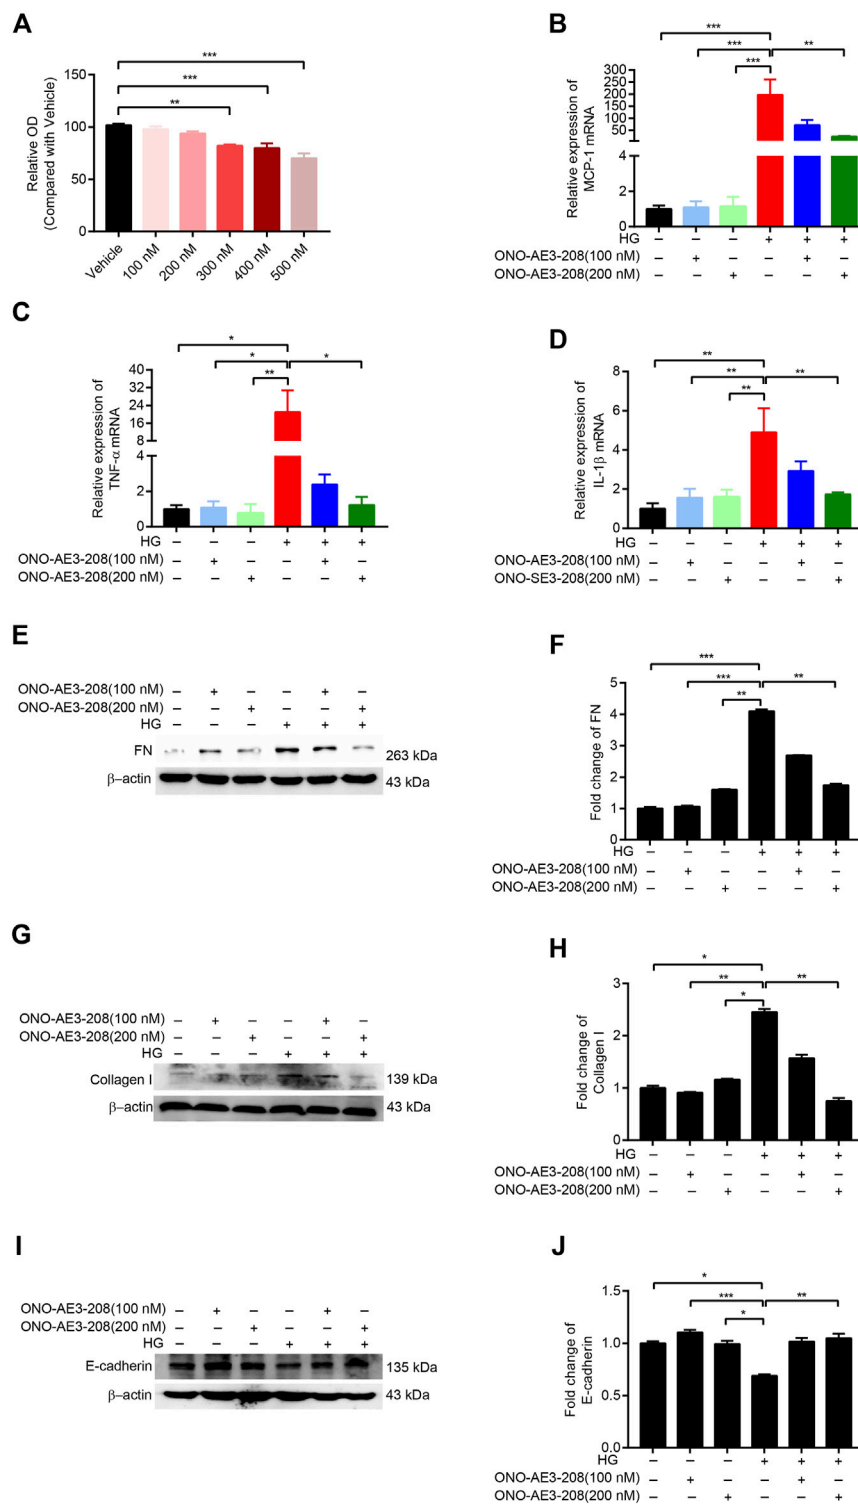 A
***
***
**
150
100
50
0
Relative OD
(Compared with Vehicle)
Vehicle
100 nM
200 nM
300 nM
400 nM
500 nM
B
***
***
**
***
300
250
200
150
100
50
4
2
0
Relative expression of
MCP-1 mRNA
HG – – – + + +
ONO-AE3-208(100 nM) – + – – + –
ONO-AE3-208(200 nM) – – + – – +
C
*
*
*
**
40
32
24
16
8
4
2
0
Relative expression of
TNF-α mRNA
HG – – – + + +
ONO-AE3-208(100 nM) – + – – + –
ONO-AE3-208(200 nM) – – + – – +
D
**
**
**
**
8
6
4
2
0
Relative expression of
IL-1β mRNA
HG – – – + + +
ONO-AE3-208(100 nM) – + – – + –
ONO-SE3-208(200 nM) – – + – – +
E
ONO-AE3-208(100 nM) – + – – + –
ONO-AE3-208(200 nM) – – + – – +
HG – – – + + +
FN 263 kDa
β–actin 43 kDa
F
***
***
**
**
5
4
3
2
1
0
Fold change of FN
HG – – – + + +
ONO-AE3-208(100 nM) – + – – + –
ONO-AE3-208(200 nM) – – + – – +
G
ONO-AE3-208(100 nM) – + – – + –
ONO-AE3-208(200 nM) – – + – – +
HG – – – + + +
Collagen I 139 kDa
β–actin 43 kDa
H
*
**
**
*
3
2
1
0
Fold change of
Collagen I
HG – – – + + +
ONO-AE3-208(100 nM) – + – – + –
ONO-AE3-208(200 nM) – – + – – +
I
ONO-AE3-208(100 nM) – + – – + –
ONO-AE3-208(200 nM) – – + – – +
HG – – – + + +
E-cadherin 135 kDa
β–actin 43 kDa
J
*
***
**
*
1.5
1.0
0.5
0.0
Fold change of
E-cadherin
HG – – – + + +
ONO-AE3-208(100 nM) – + – – + –
ONO-AE3-208(200 nM) – – + – – +